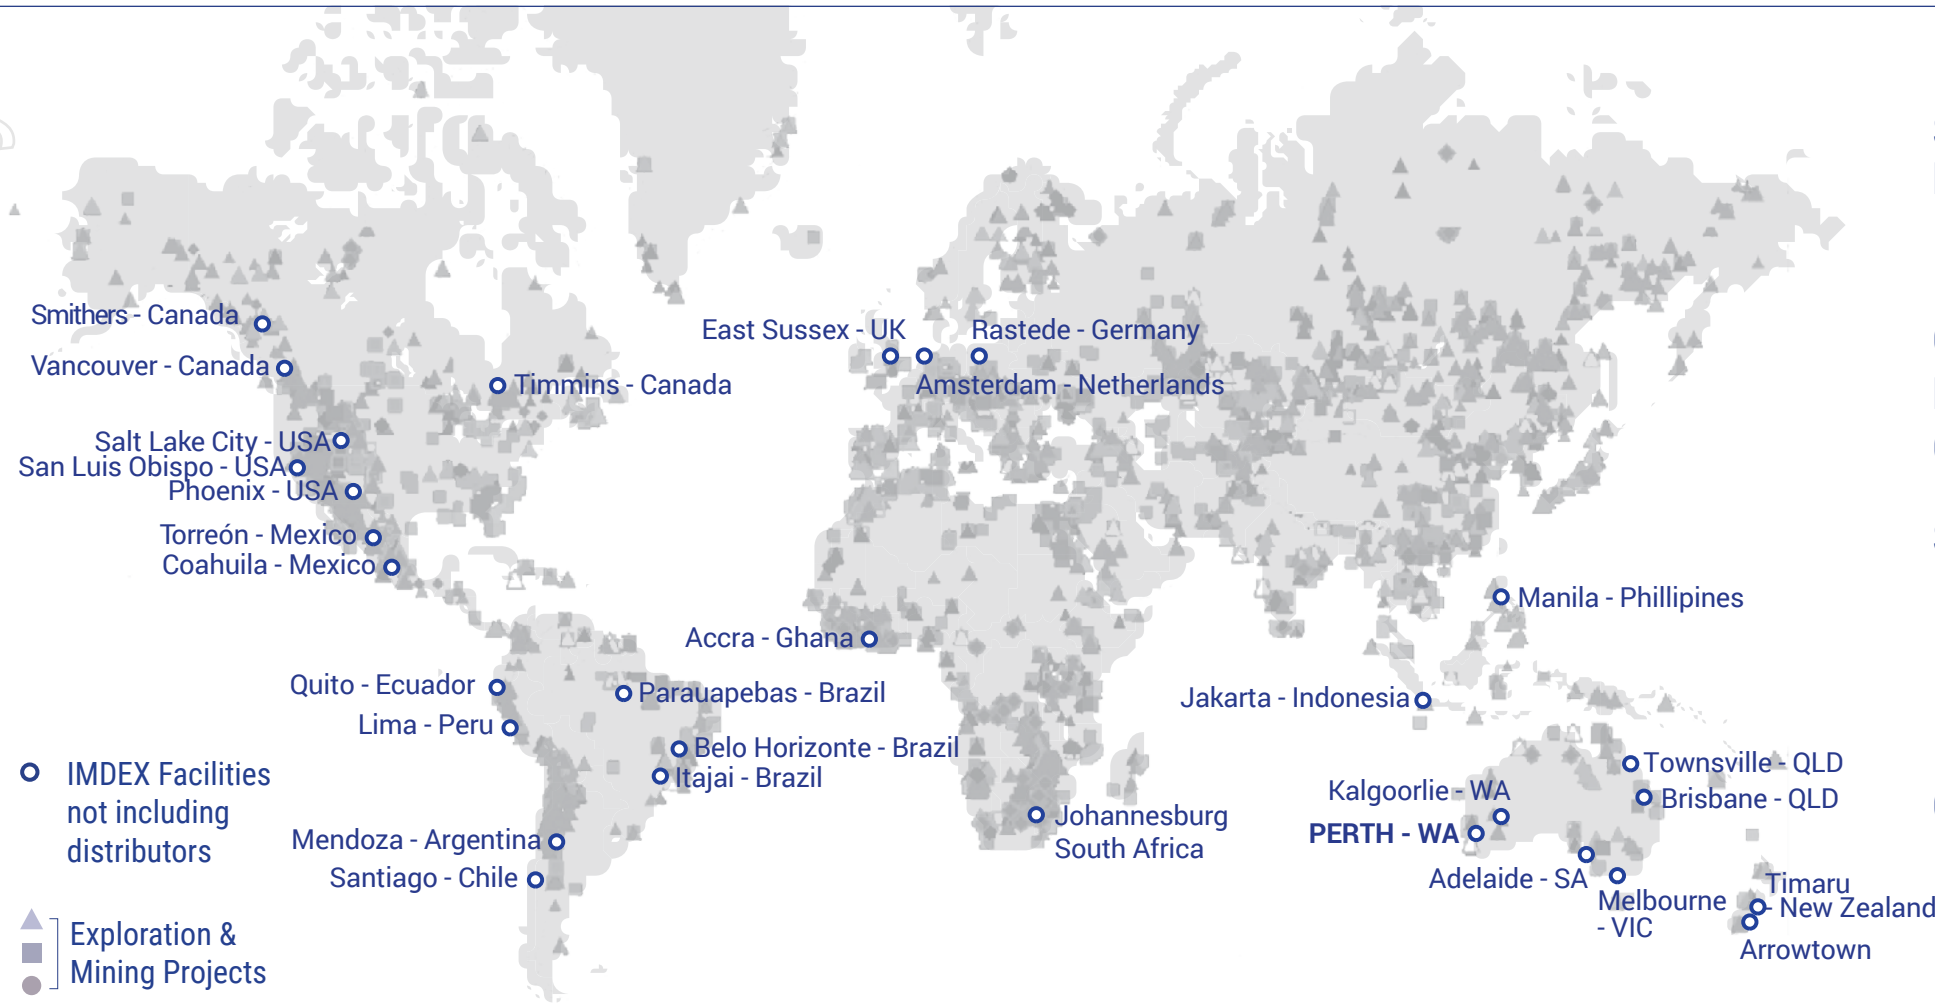 Smithers - Canada
Vancouver - Canada
Timmins - Canada
East Sussex - UK
Rastede - Germany
Amsterdam - Netherlands
Salt Lake City - USA
San Luis Obispo - USA
Phoenix - USA
Torreón - Mexico
Coahuila - Mexico
Manila - Phillipines
Accra - Ghana
Quito - Ecuador
Parauapebas - Brazil
Jakarta - Indonesia
Lima - Peru
Belo Horizonte - Brazil
Itajai - Brazil
Townsville - QLD
Kalgoorlie - WA
Brisbane - QLD
PERTH - WA
Johannesburg
South Africa
Adelaide - SA
Melbourne
- VIC
Timaru
- New Zealand
Arrowtown
Mendoza - Argentina
Santiago - Chile
IMDEX Facilities
not including
distributors
Exploration &
Mining Projects